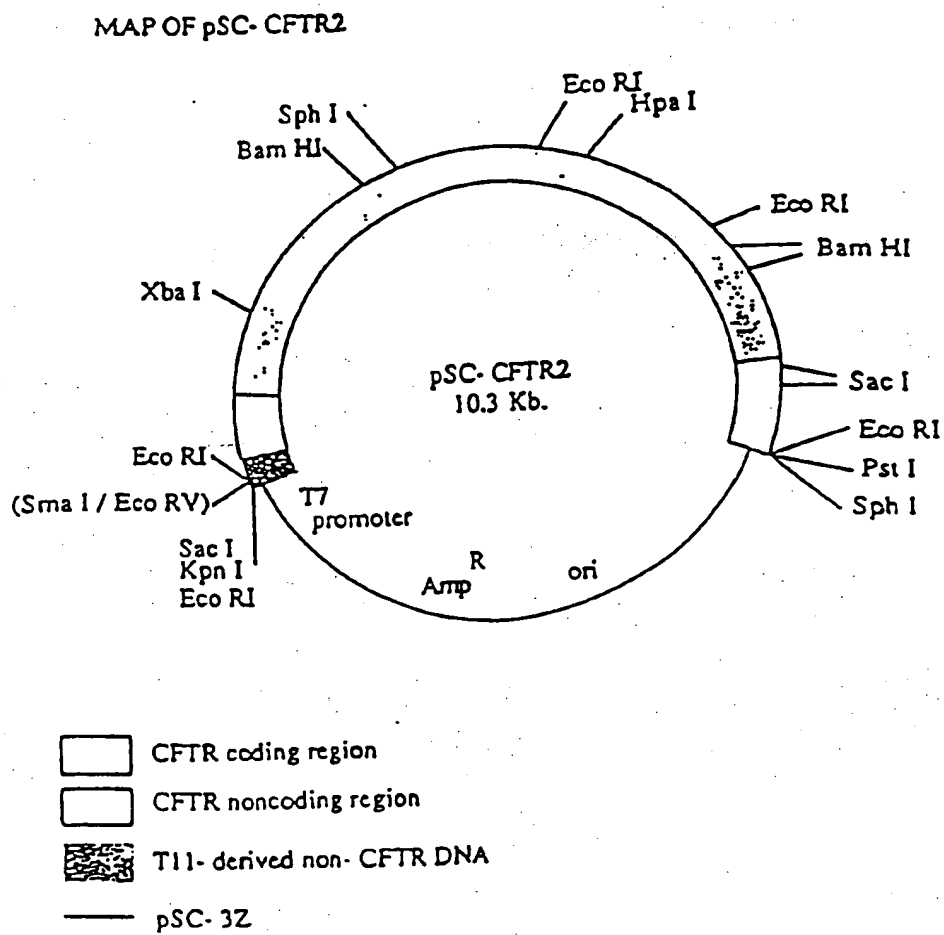 MAP OF pSC- CFTR2
Eco RI
Hpa I
Sph I
Bam HI
Eco RI
Bam HI
Xba I
pSC- CFTR2
10.3 Kb.
Sac I
Eco RI
Pst I
Sph I
Eco RI
(Sma I / Eco RV)
T7
promoter
Sac I
Kpn I
Eco RI
Amp R
ori
CFTR coding region
CFTR noncoding region
T11- derived non- CFTR DNA
pSC- 3Z